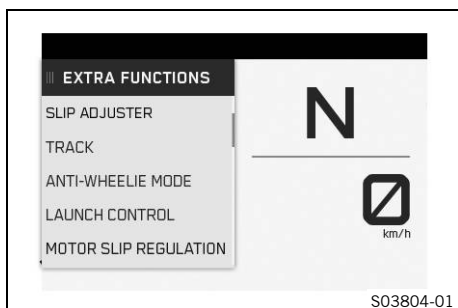 EXTRA FUNCTIONS
SLIP ADJUSTER
TRACK
ANTI-WHEELIE MODE
LAUNCH CONTROL
MOTOR SLIP REGULATION
N
0
km/h
S03804-01